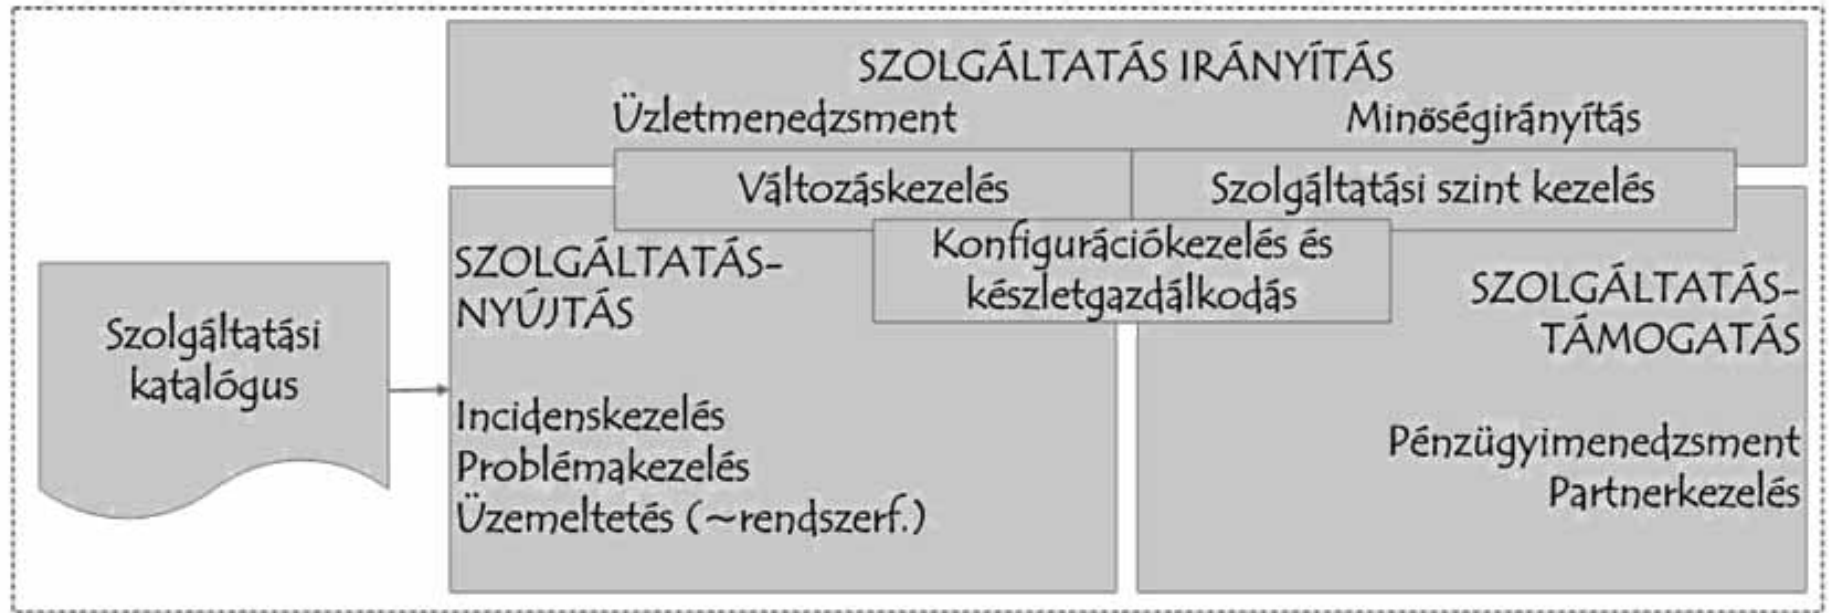 SZOLGÁLTATÁS IRÁNYÍTÁS
Üzletmenedzsment
Minőségirányítás
Változáskezelés
Szolgáltatási szint kezelés
Konfigurációkezelés és
készletgazdálkodás
Szolgáltatási
katalógus
SZOLGÁLTATÁS-
NYÚJTÁS
Incidenskezelés
Problémakezelés
Üzemeltetés (~rendszerf.)
SZOLGÁLTATÁS-
TÁMOGATÁS
Pénzügyimenedzsment
Partnerkezelés